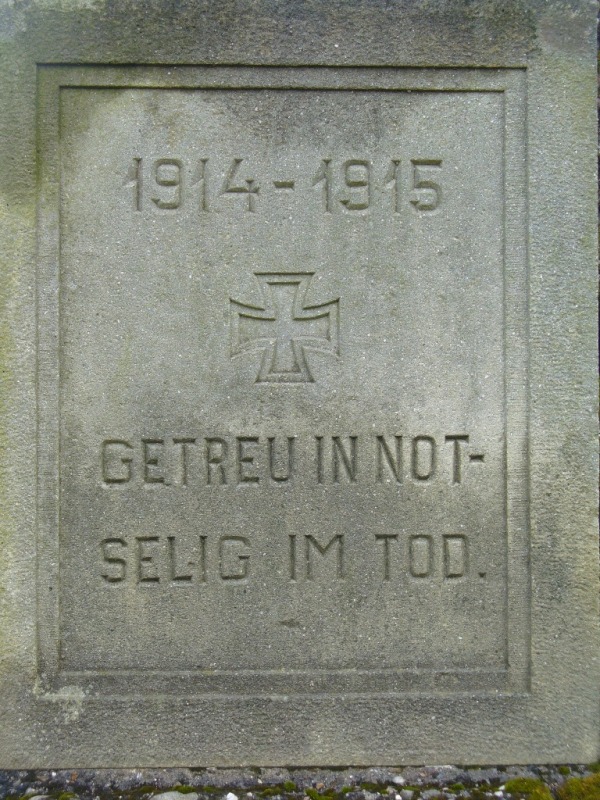 1914 - 1915
GETREU IN NOT-
SELIG IM TOD.